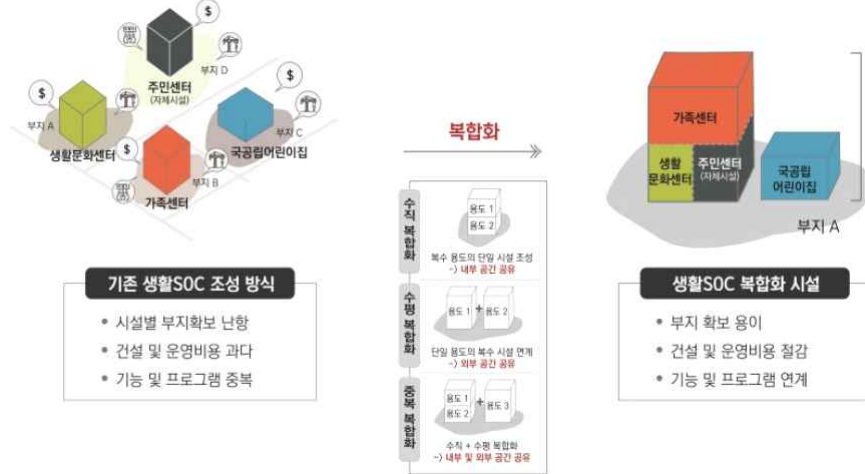 $
$
주민센터
(자체시설)
부지 D
$
$
부지 A
생활문화센터
부지 C
국공립어린이집
부지 B
가족센터
기존 생활SOC 조성 방식
• 시설별 부지확보 난항
• 건설 및 운영비용 과다
• 기능 및 프로그램 중복
복합화
수직 복합화
용도 1
용도 2
복수 용도의 단일 시설 조성
-> 내부 공간 공유
수평 복합화
용도 1 + 용도 2
단일 용도의 복수 시설 연계
-> 외부 공간 공유
중복 복합화
용도 1
용도 2
+ 용도 3
수직 + 수평 복합화
-> 내부 및 외부 공간 공유
가족센터
생활
문화센터
주민센터
(자체시설)
국공립
어린이집
부지 A
생활SOC 복합화 시설
• 부지 확보 용이
• 건설 및 운영비용 절감
• 기능 및 프로그램 연계